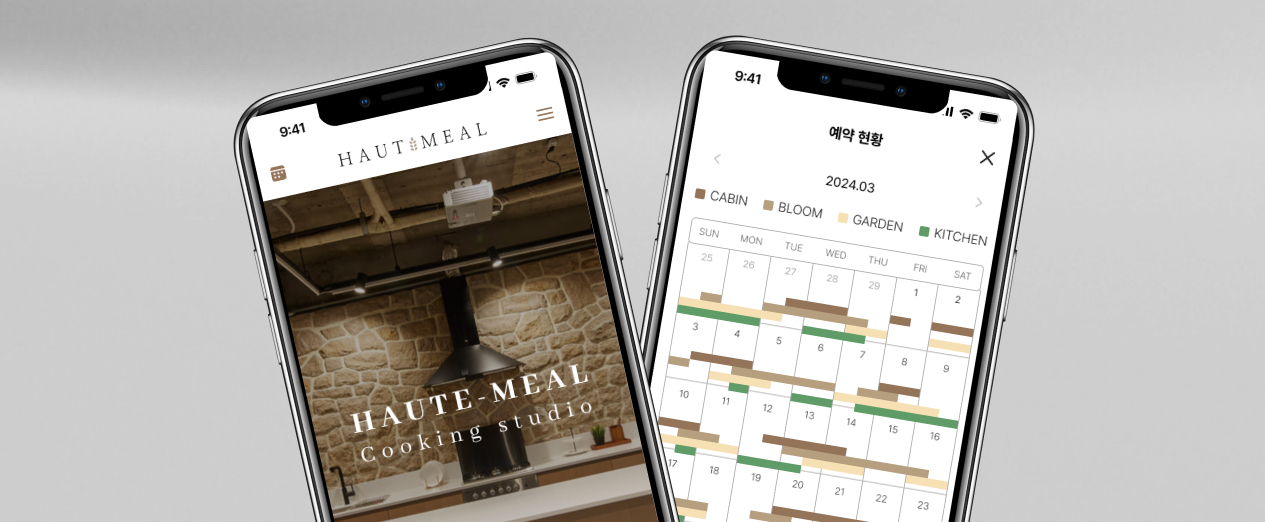 9:41
HAUT MEAL
HAUTE-MEAL
Cooking studio
9:41
예약 현황
2024.03
CABIN BLOOM GARDEN KITCHEN
SUN MON TUE WED THU FRI SAT
25 26 27 28 29 1 2
3 4 5 6 7 8 9
10 11 12 13 14 15 16
17 18 19 20 21 22 23